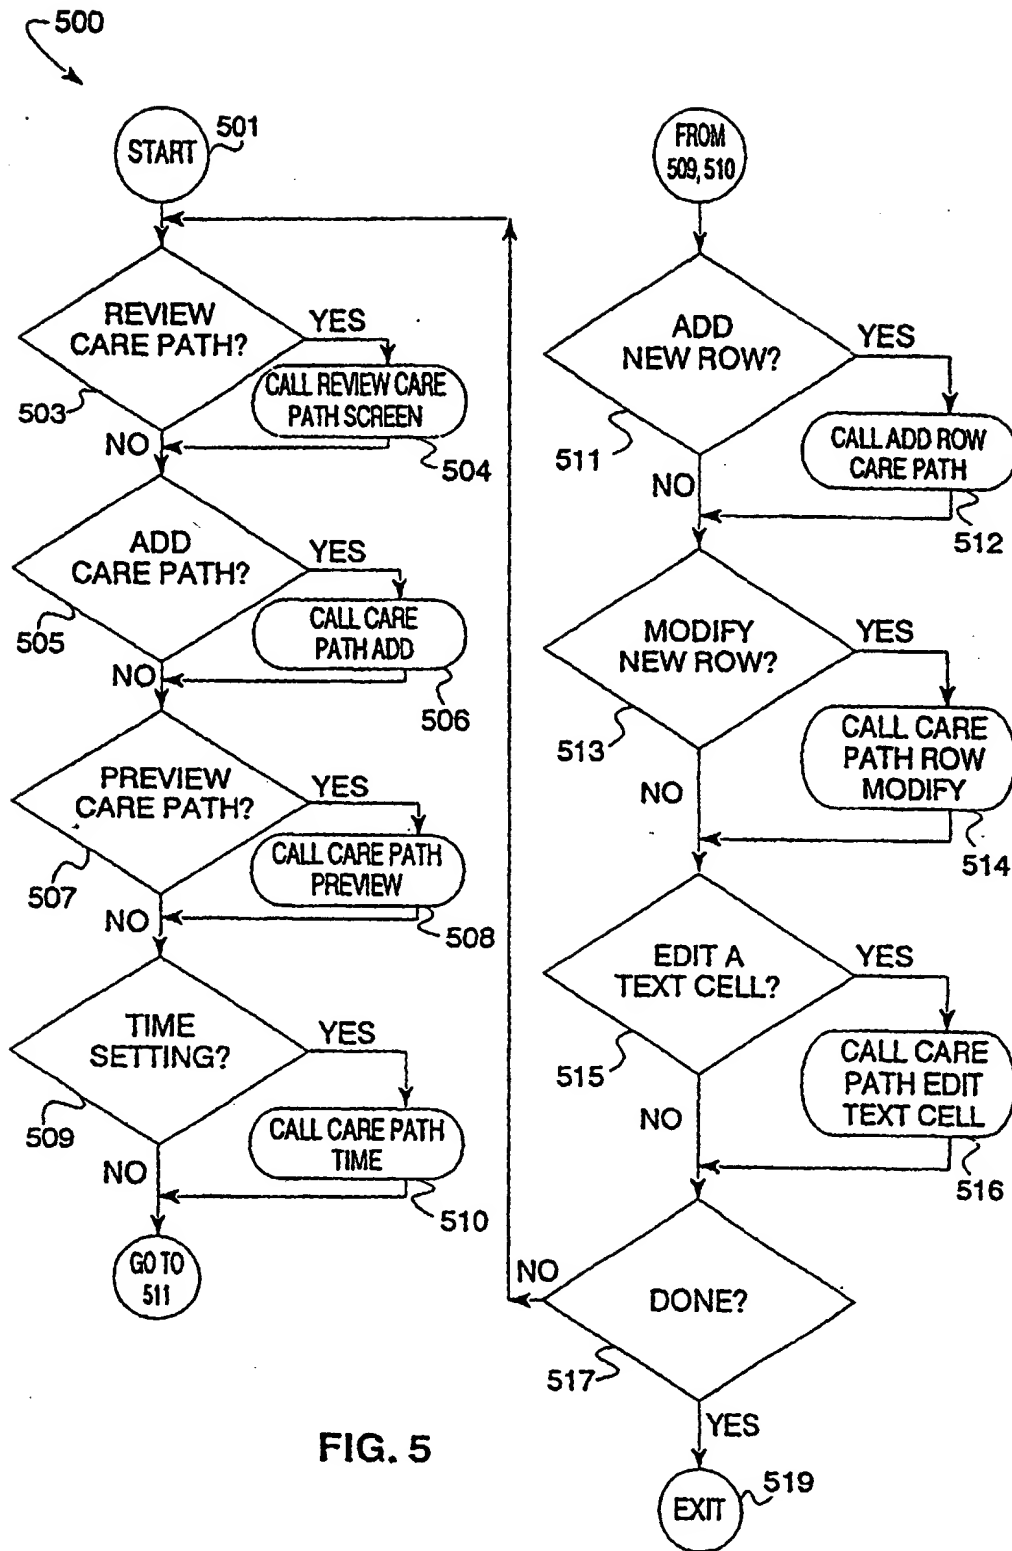 500
START
501
REVIEW
CARE PATH?
YES
503
CALL REVIEW CARE
PATH SCREEN
NO
504
ADD
CARE PATH?
YES
505
CALL CARE
PATH ADD
NO
506
PREVIEW
CARE PATH?
YES
507
CALL CARE PATH
PREVIEW
NO
508
TIME
SETTING?
YES
509
CALL CARE PATH
TIME
NO
510
GO TO
511
FROM
509, 510
ADD
NEW ROW?
YES
511
CALL ADD ROW
CARE PATH
NO
512
MODIFY
NEW ROW?
YES
513
CALL CARE
PATH ROW
MODIFY
NO
514
EDIT A
TEXT CELL?
YES
515
CALL CARE
PATH EDIT
TEXT CELL
NO
516
NO
DONE?
517
YES
EXIT
519
FIG. 5